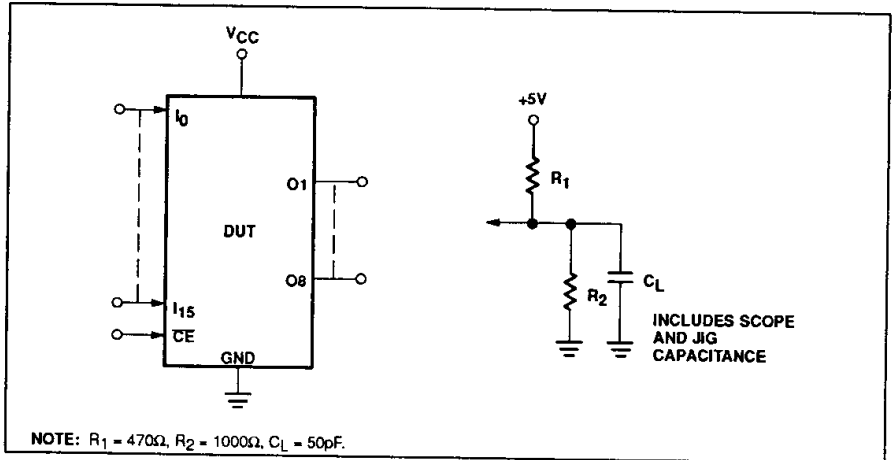 VCC
I0
O1
DUT
O8
I15
CE
GND
+5V
R1
R2
CL
INCLUDES SCOPE
AND JIG
CAPACITANCE
NOTE: R1 = 470Ω, R2 = 1000Ω, CL = 50pF.